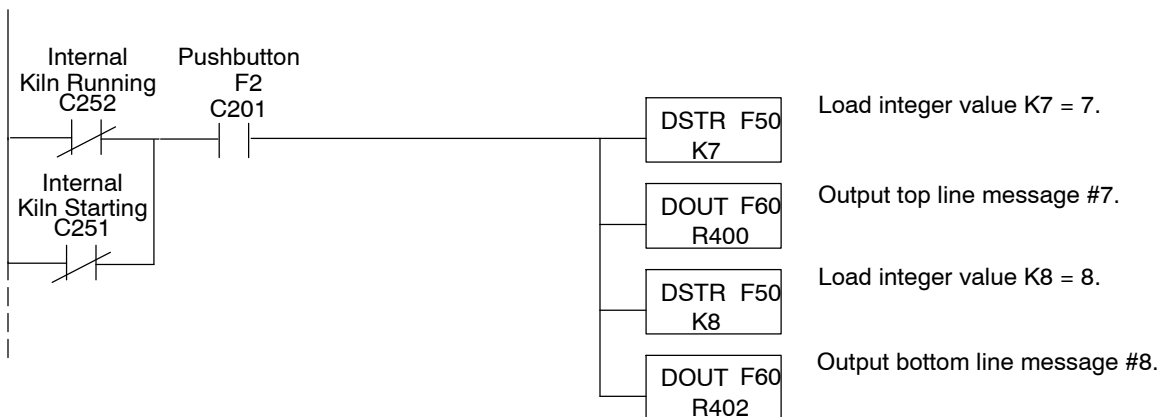 Internal
Kiln Running
C252
Pushbutton
F2
C201
Internal
Kiln Starting
C251
DSTR F50
K7
Load integer value K7 = 7.
DOUT F60
R400
Output top line message #7.
DSTR F50
K8
Load integer value K8 = 8.
DOUT F60
R402
Output bottom line message #8.